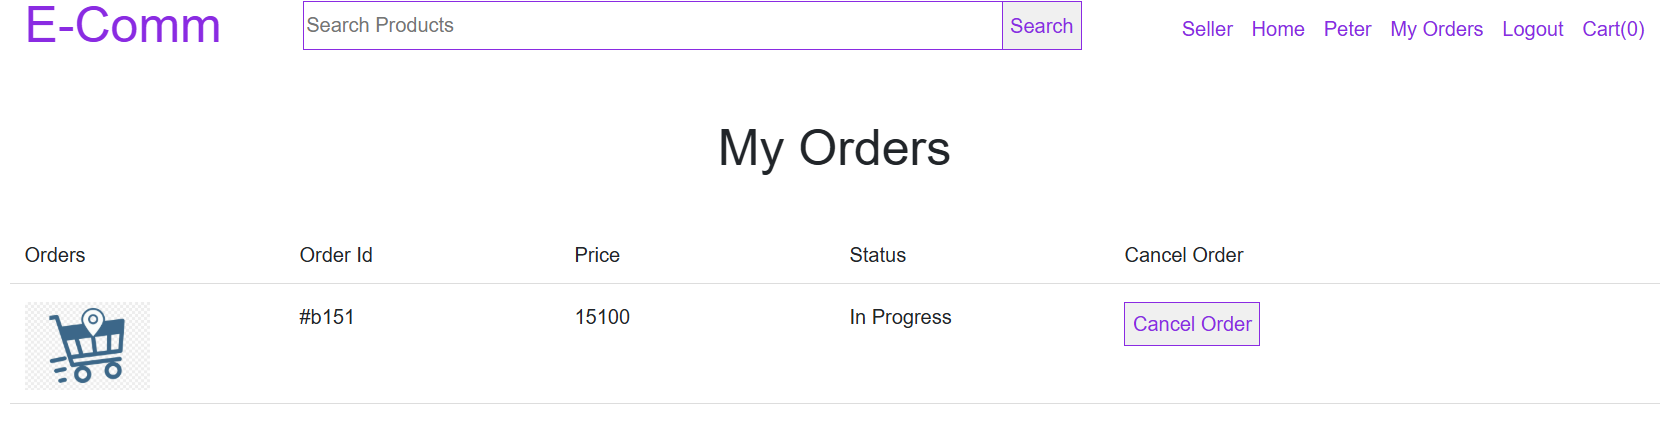 E-Comm Search Products Search Seller Home Peter My Orders Logout Cart(0)
My Orders
Orders Order Id Price Status Cancel Order
#b151 15100 In Progress Cancel Order